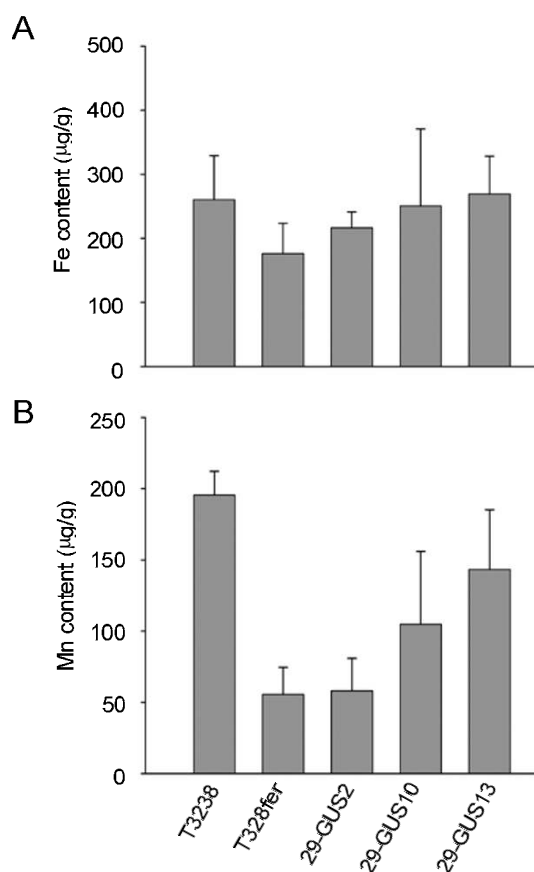 A
Fe content (µg/g)
500
400
300
200
100
0
B
Mn content (µg/g)
250
200
150
100
50
0
T3238
T328fer
29-GUS2
29-GUS10
29-GUS13